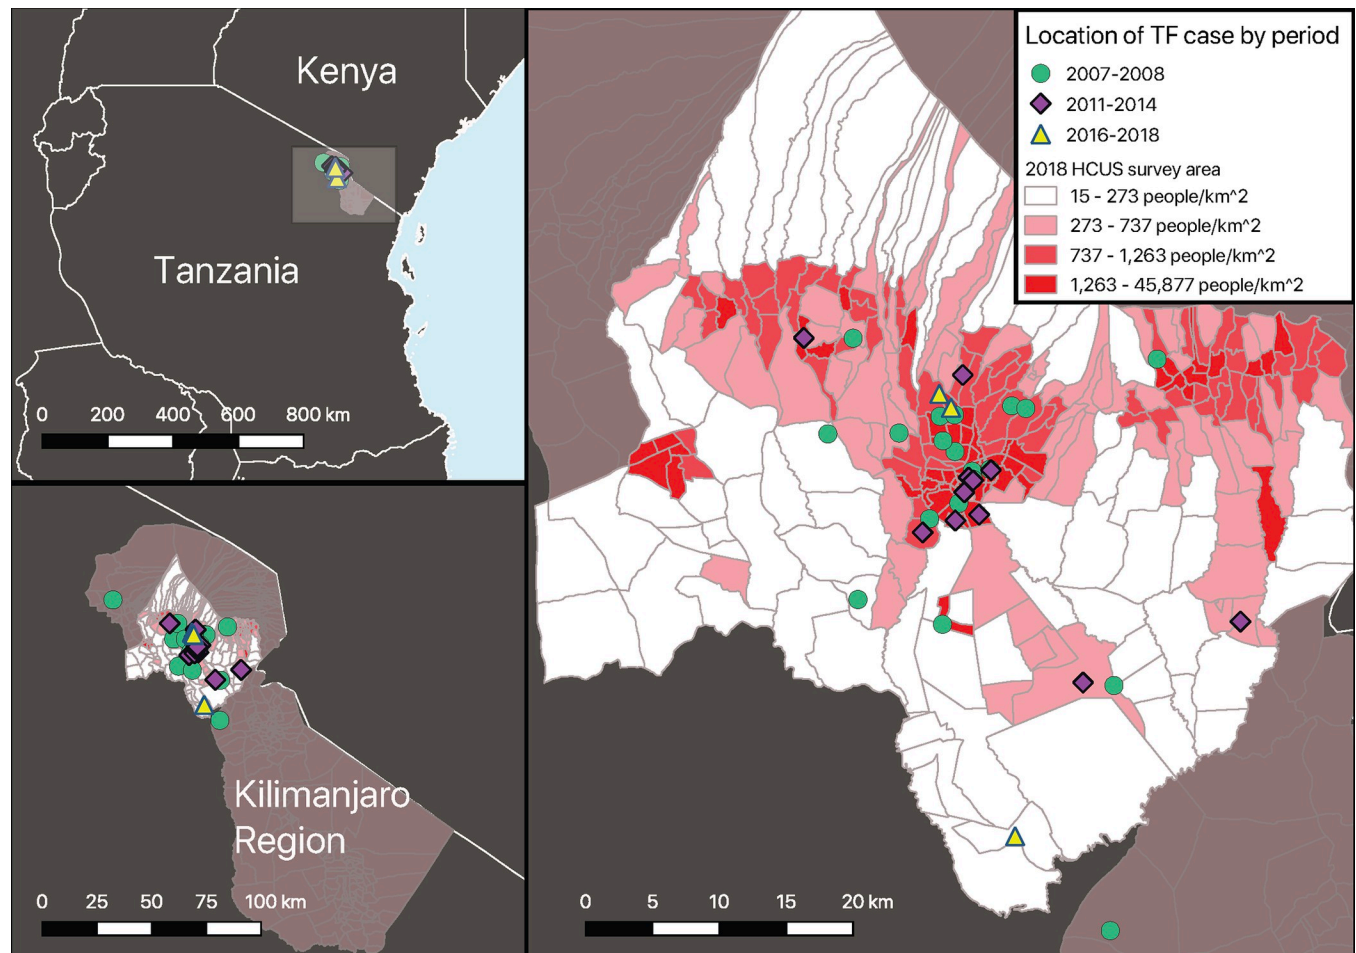 Kenya
Tanzania
0 200 400 600 800 km
Kilimanjaro
Region
0 25 50 75 100 km
Location of TF case by period
2007-2008
2011-2014
2016-2018
2018 HCUS survey area
15 - 273 people/km^2
273 - 737 people/km^2
737 - 1,263 people/km^2
1,263 - 45,877 people/km^2
0 5 10 15 20 km